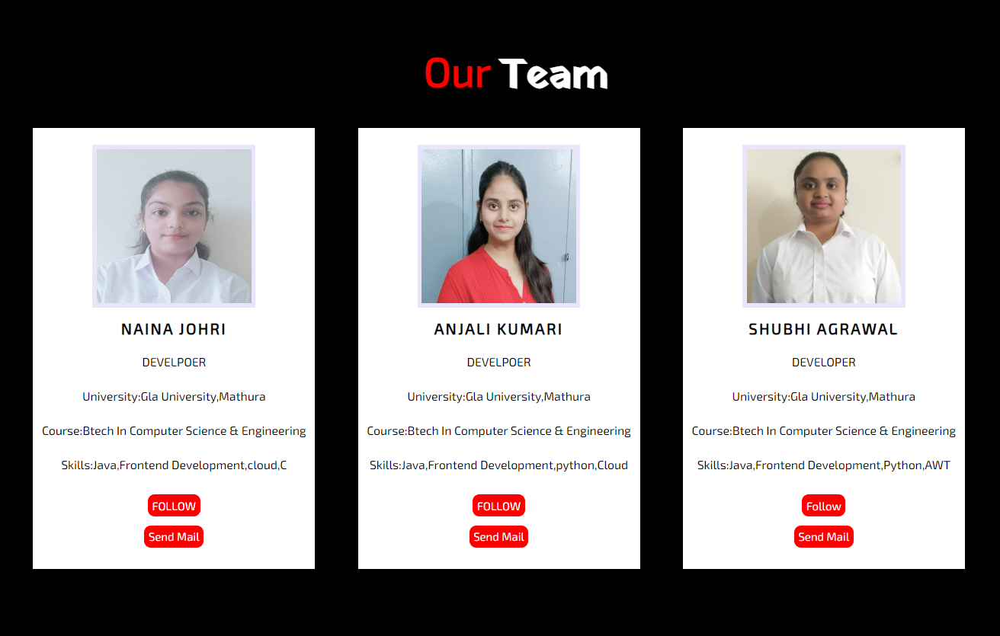 Our Team
NAINA JOHRI
DEVELPOER
University:Gla University,Mathura
Course:Btech In Computer Science & Engineering
Skills:Java,Frontend Development,cloud,C
FOLLOW
Send Mail
ANJALI KUMARI
DEVELPOER
University:Gla University,Mathura
Course:Btech In Computer Science & Engineering
Skills:Java,Frontend Development,python,Cloud
FOLLOW
Send Mail
SHUBHI AGRAWAL
DEVELOPER
University:Gla University,Mathura
Course:Btech In Computer Science & Engineering
Skills:Java,Frontend Development,Python,AWT
Follow
Send Mail